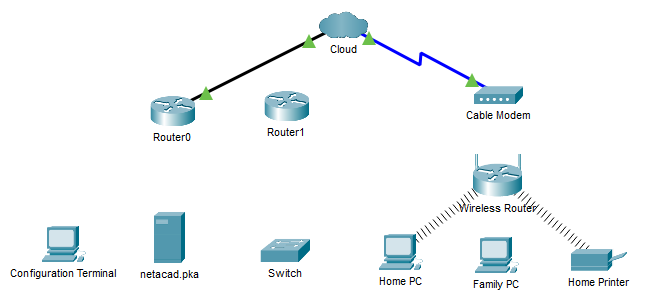 Cloud
Router0
Router1
Cable Modem
Wireless Router
Configuration Terminal
netacad.pka
Switch
Home PC
Family PC
Home Printer